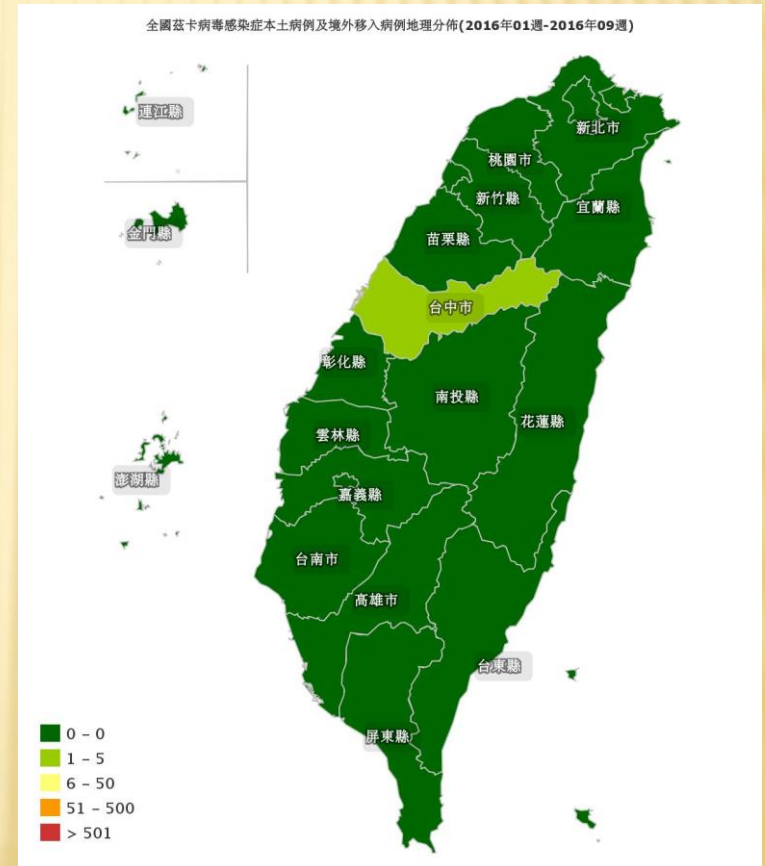 全國茲卡病毒感染症本土病例及境外移入病例地理分佈(2016年01週-2016年09週)
連江縣
新北市
桃園市
新竹縣
宜蘭縣
金門縣
苗栗縣
台中市
彰化縣
南投縣
花蓮縣
雲林縣
澎湖縣
嘉義縣
台南市
高雄市
台東縣
屏東縣
0 - 0
1 - 5
6 - 50
51 - 500
> 501